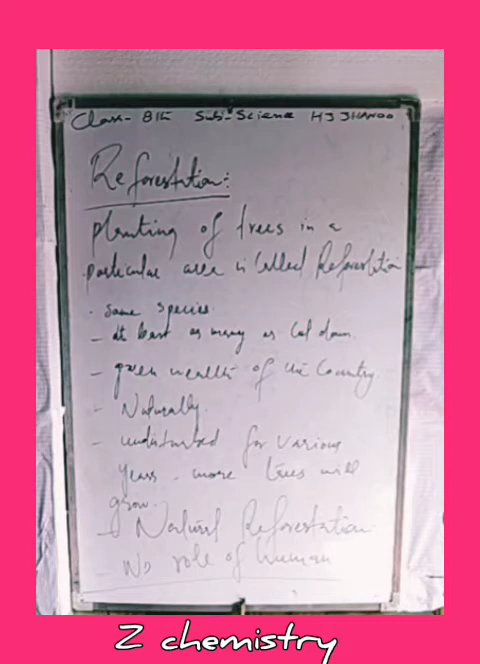 Class- 8th Sub:- Science HJ JHANOO
Reforestation:-
Planting of trees in a
particular area is called Reforestation
. same species.
- At least as many as Cut down.
- green wealth of the Country.
- Naturally.
- undisturbed for various
years - more trees will
grow.
- Natural Reforestation.
- No role of human
Z chemistry